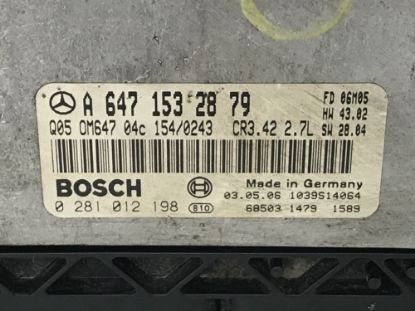 A 647 153 28 79
FD 06M05
HW 43.02
Q05 OM647 04c 154/0243 CR3.42 2.7L SW 28.04
BOSCH
Made in Germany
03.05.06 1039S14064
0 281 012 198 810
68503 1479 1589